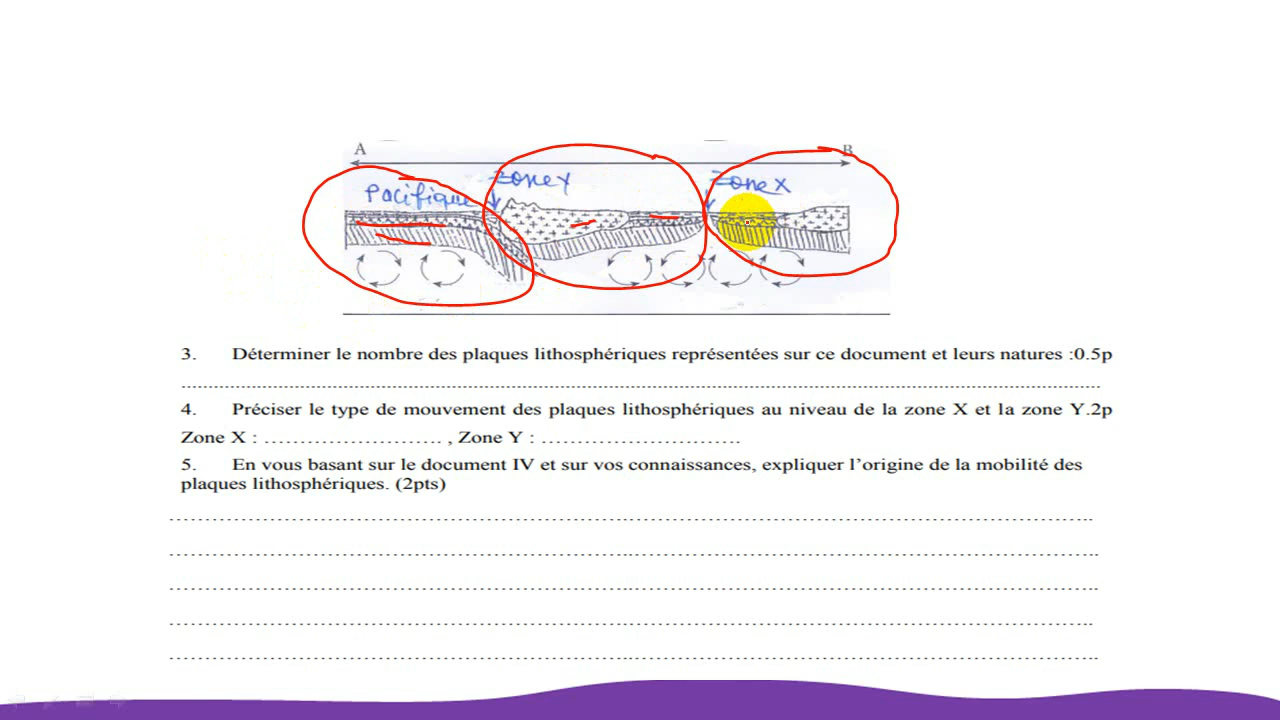 A B
Zone Y Zone X
Pacifique
3. Déterminer le nombre des plaques lithosphériques représentées sur ce document et leurs natures :0.5p
4. Préciser le type de mouvement des plaques lithosphériques au niveau de la zone X et la zone Y.2p
Zone X : ……………………. , Zone Y : ……………………….
5. En vous basant sur le document IV et sur vos connaissances, expliquer l'origine de la mobilité des
plaques lithosphériques. (2pts)